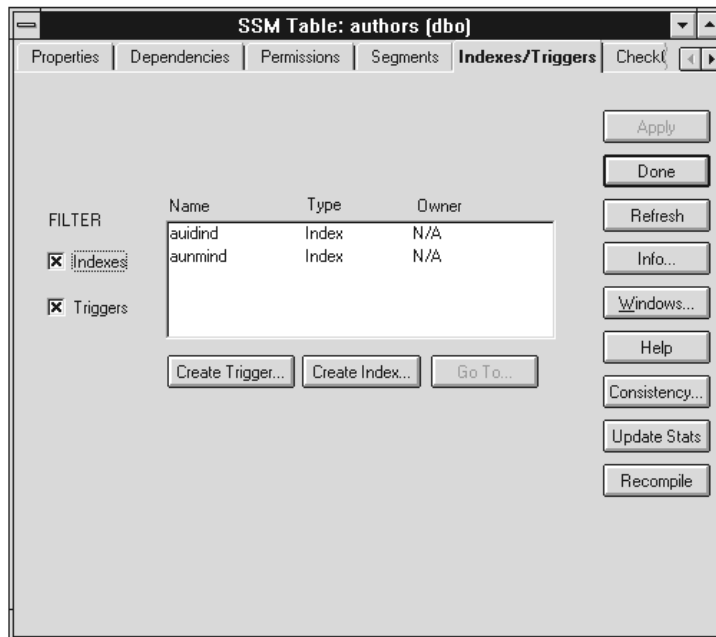 SSM Table: authors (dbo)
Properties Dependencies Permissions Segments Indexes/Triggers Check(
Apply
Done
Refresh
Info...
Windows...
Help
Consistency...
Update Stats
Recompile
FILTER
Indexes
Triggers
Name Type Owner
auidind Index N/A
aunmind Index N/A
Create Trigger... Create Index... Go To...